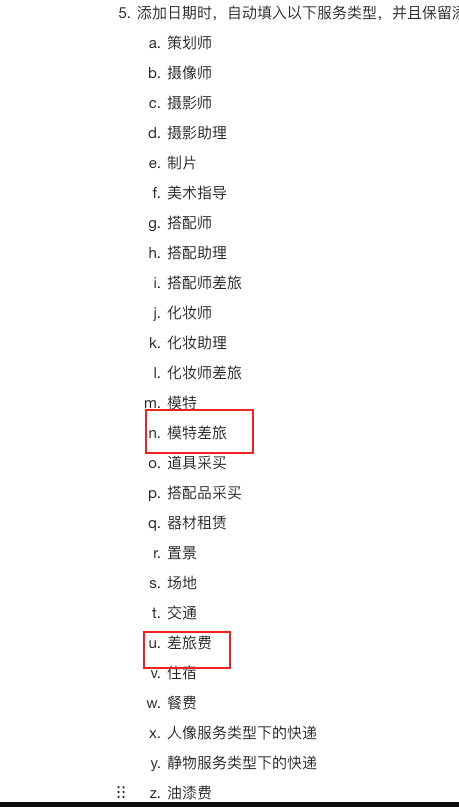 5. 添加日期时，自动填入以下服务类型，并且保留
a. 策划师
b. 摄像师
c. 摄影师
d. 摄影助理
e. 制片
f. 美术指导
g. 搭配师
h. 搭配助理
i. 搭配师差旅
j. 化妆师
k. 化妆助理
l. 化妆师差旅
m. 模特
n. 模特差旅
o. 道具采买
p. 搭配品采买
q. 器材租赁
r. 置景
s. 场地
t. 交通
u. 差旅费
v. 住宿
w. 餐费
x. 人像服务类型下的快递
y. 静物服务类型下的快递
z. 油漆费